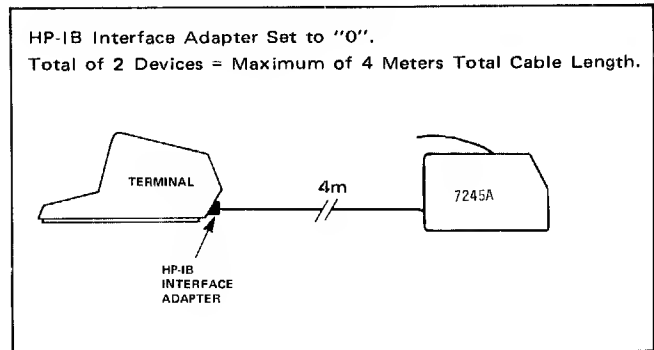 HP-IB Interface Adapter Set to "0".
Total of 2 Devices = Maximum of 4 Meters Total Cable Length.
TERMINAL
4m
7245A
HP-IB
INTERFACE
ADAPTER